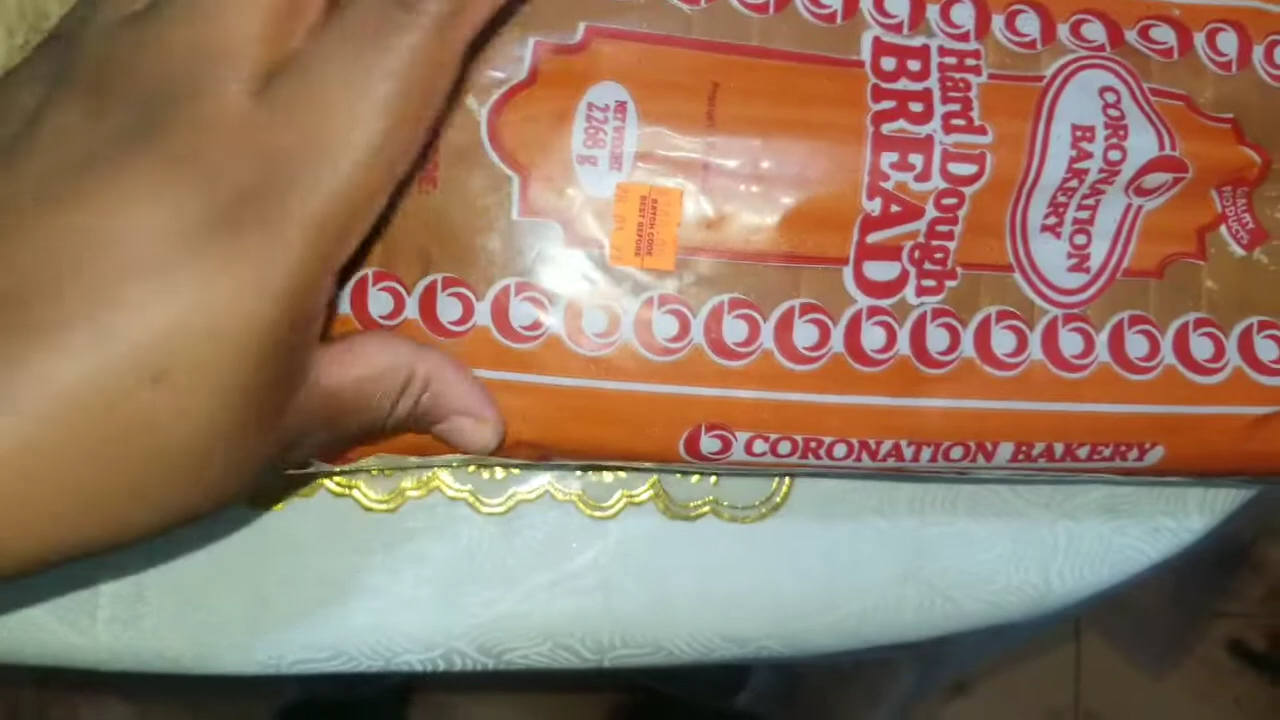 CORONATION
BAKERY
QUALITY
PRODUCTS
Hard Dough
BREAD
NET WEIGHT
2268 g
BATCH CODE
BEST BEFORE
CORONATION BAKERY